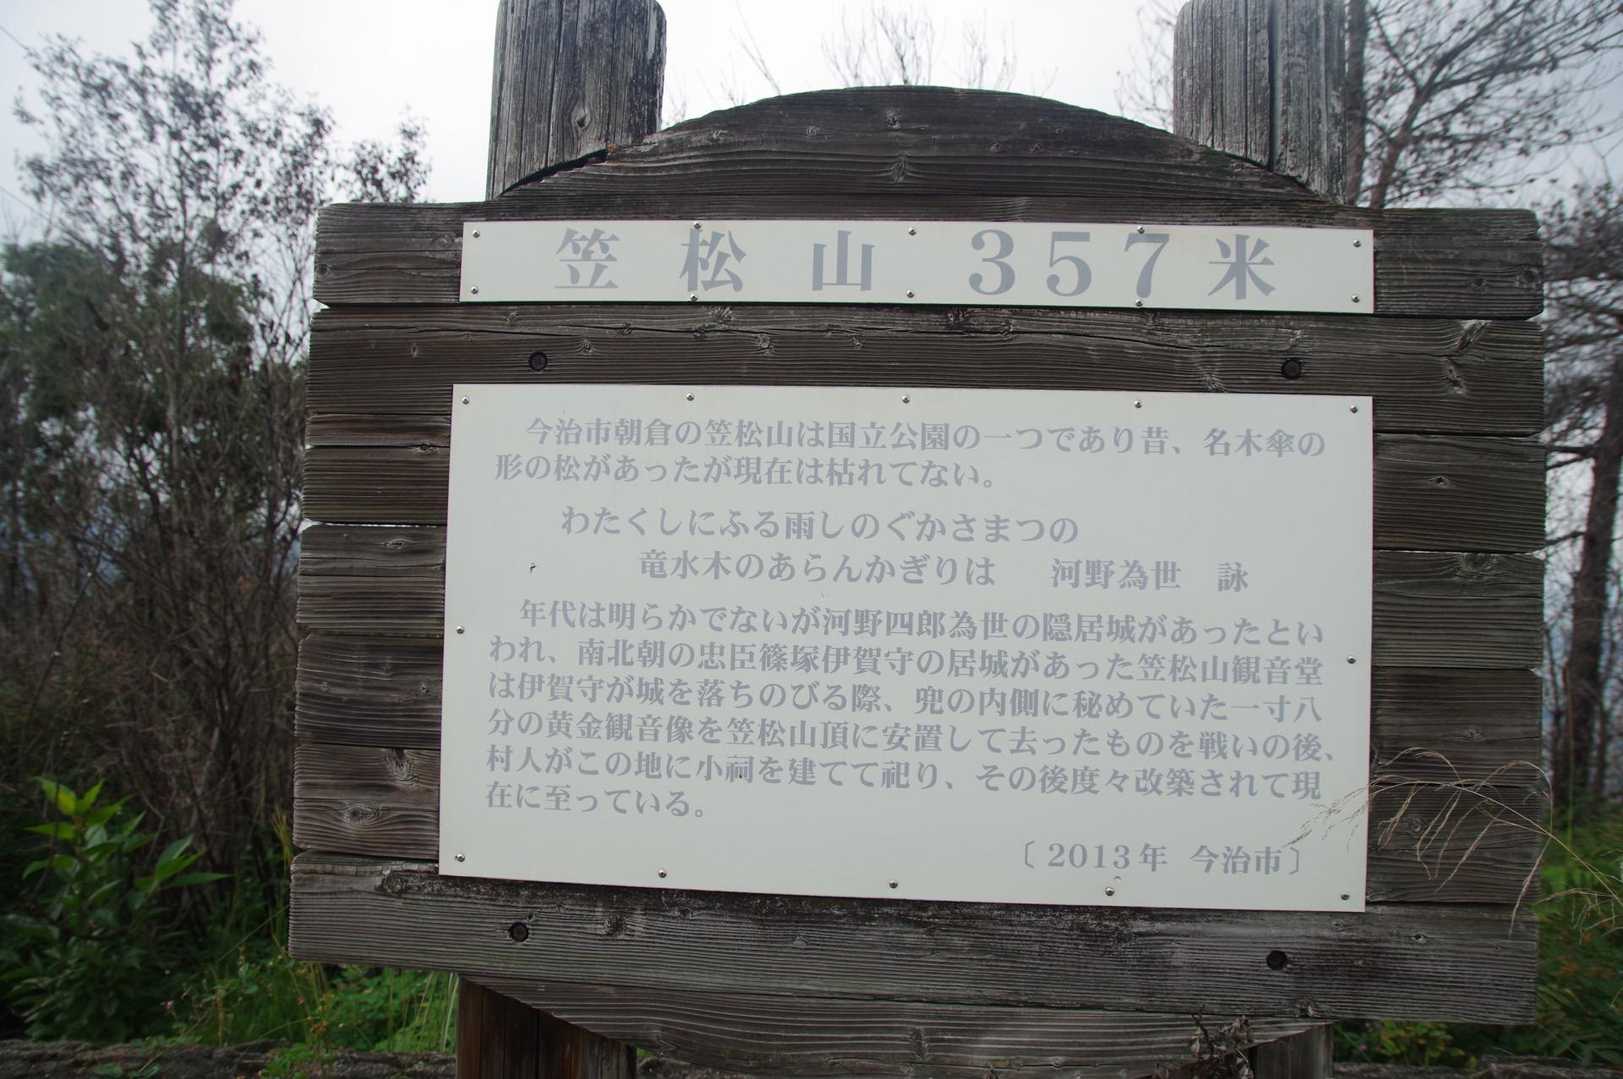 笠松山 357米
今治市朝倉の笠松山は国立公園の一つであり昔、名木傘の
形の松があったが現在は枯れてない。
わたくしにふる雨しのぐかさまつの
竜水木のあらんかぎりは 河野為世 詠
年代は明らかでないが河野四郎為世の隠居城があったとい
われ、南北朝の忠臣篠塚伊賀守の居城があった笠松山観音堂
は伊賀守が城を落ちのびる際、兜の内側に秘めていた一寸八
分の黄金観音像を笠松山頂に安置して去ったものを戦いの後、
村人がこの地に小祠を建てて祀り、その後度々改築されて現
在に至っている。
〔2013年 今治市〕